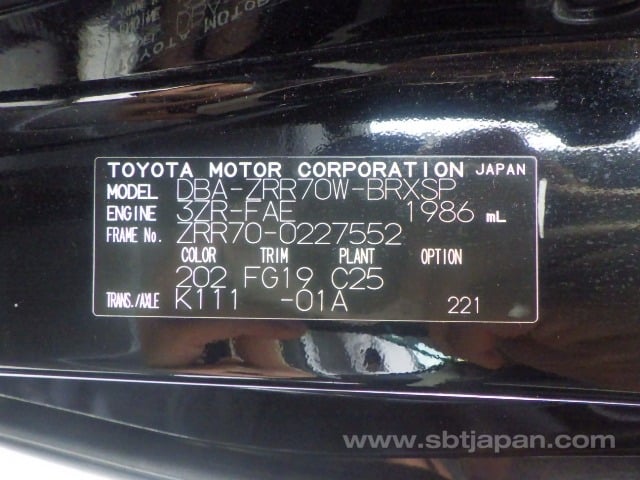 TOYOTA MOTOR CORPORATION JAPAN
MODEL DBA-ZRR70W-BRXSP
ENGINE 3ZR-FAE 1986 mL
FRAME No. ZRR70-0227552
COLOR TRIM PLANT OPTION
202 FG19 C25
TRANS./AXLE K111 -01A 221
www.sbtjapan.com